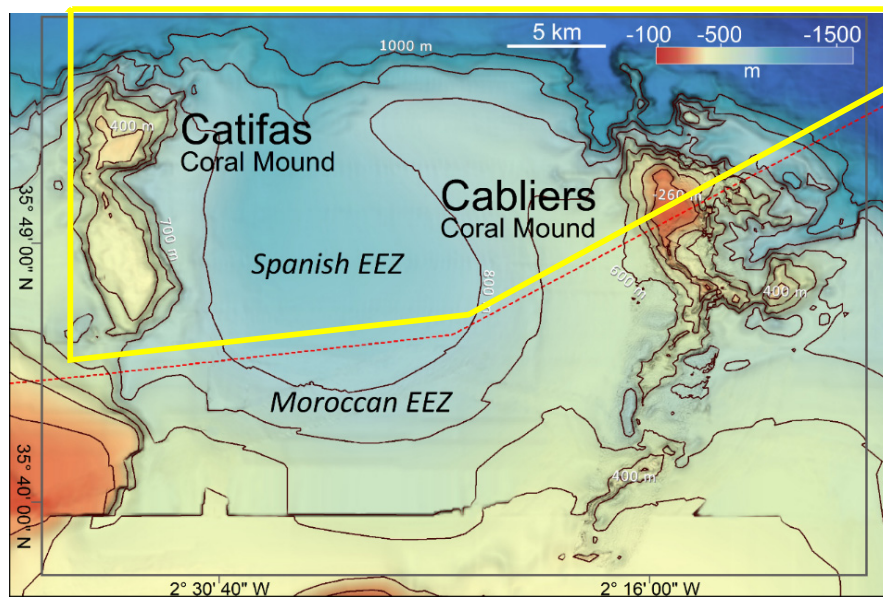 1000 m
5 km
-100
-500
-1500
m
400 m
Catifas
Coral Mound
Cabliers
Coral Mound
-260 m
35° 49' 00" N
700 m
Spanish EEZ
800 m
600 m
400 m
Moroccan EEZ
35° 40' 00" N
400 m
2° 30' 40" W
2° 16' 00" W